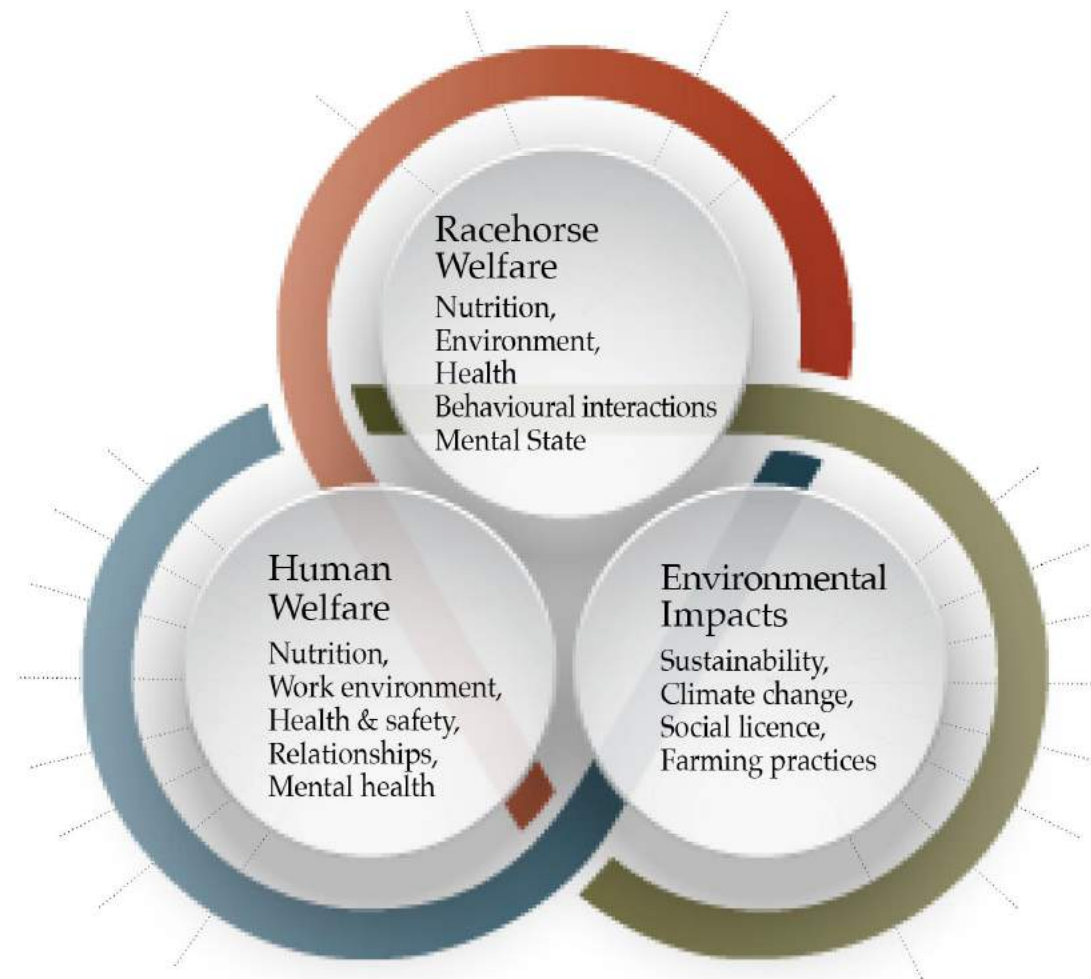 Racehorse
Welfare
Nutrition,
Environment,
Health
Behavioural interactions
Mental State
Human
Welfare
Nutrition,
Work environment,
Health & safety,
Relationships,
Mental health
Environmental
Impacts
Sustainability,
Climate change,
Social licence,
Farming practices